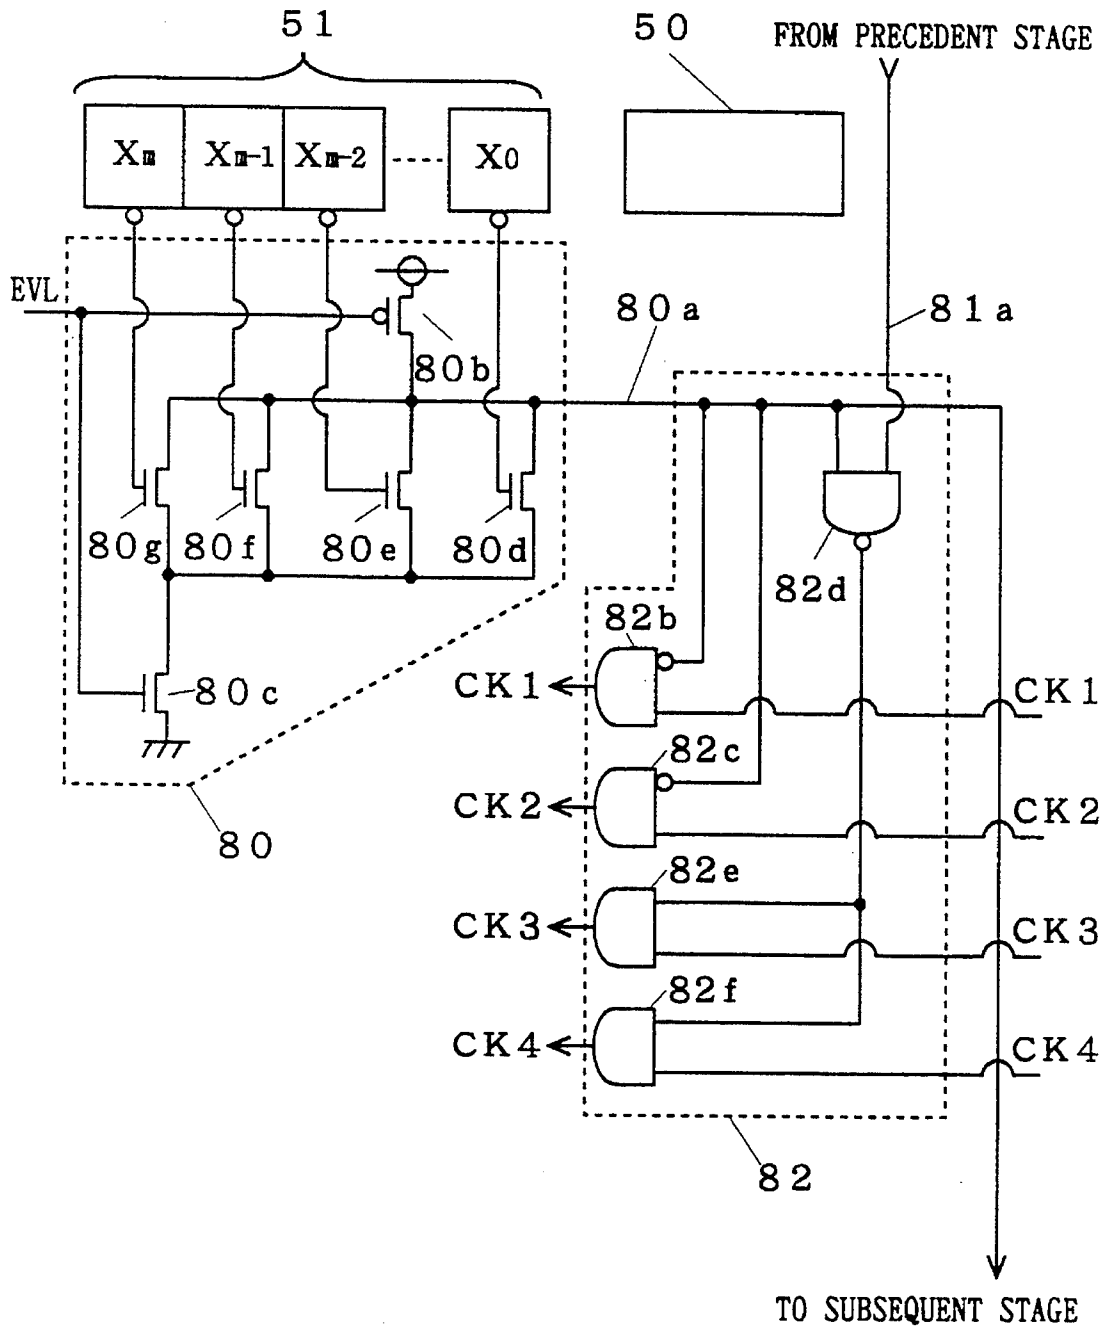 51
50
FROM PRECEDENT STAGE
Xm
Xm-1
Xm-2
X0
EVL
80a
81a
80b
80g
80f
80e
80d
82d
82b
80c
CK1
CK1
82c
CK2
CK2
80
82e
CK3
CK3
82f
CK4
CK4
82
TO SUBSEQUENT STAGE